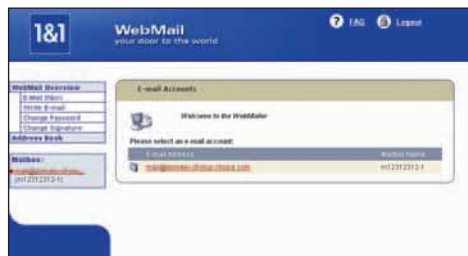 1&1
WebMail
your door to the world
FAQ
Logout
WebMail Overview
E-Mail Inbox
Write E-mail
Change Password
Change Signature
Address Book
Mailbox:
(m12312312-1)
E-mail Accounts
Welcome to the WebMailer
Please select an e-mail account:
E-mail Address
Mailbox Name
m12312312-1